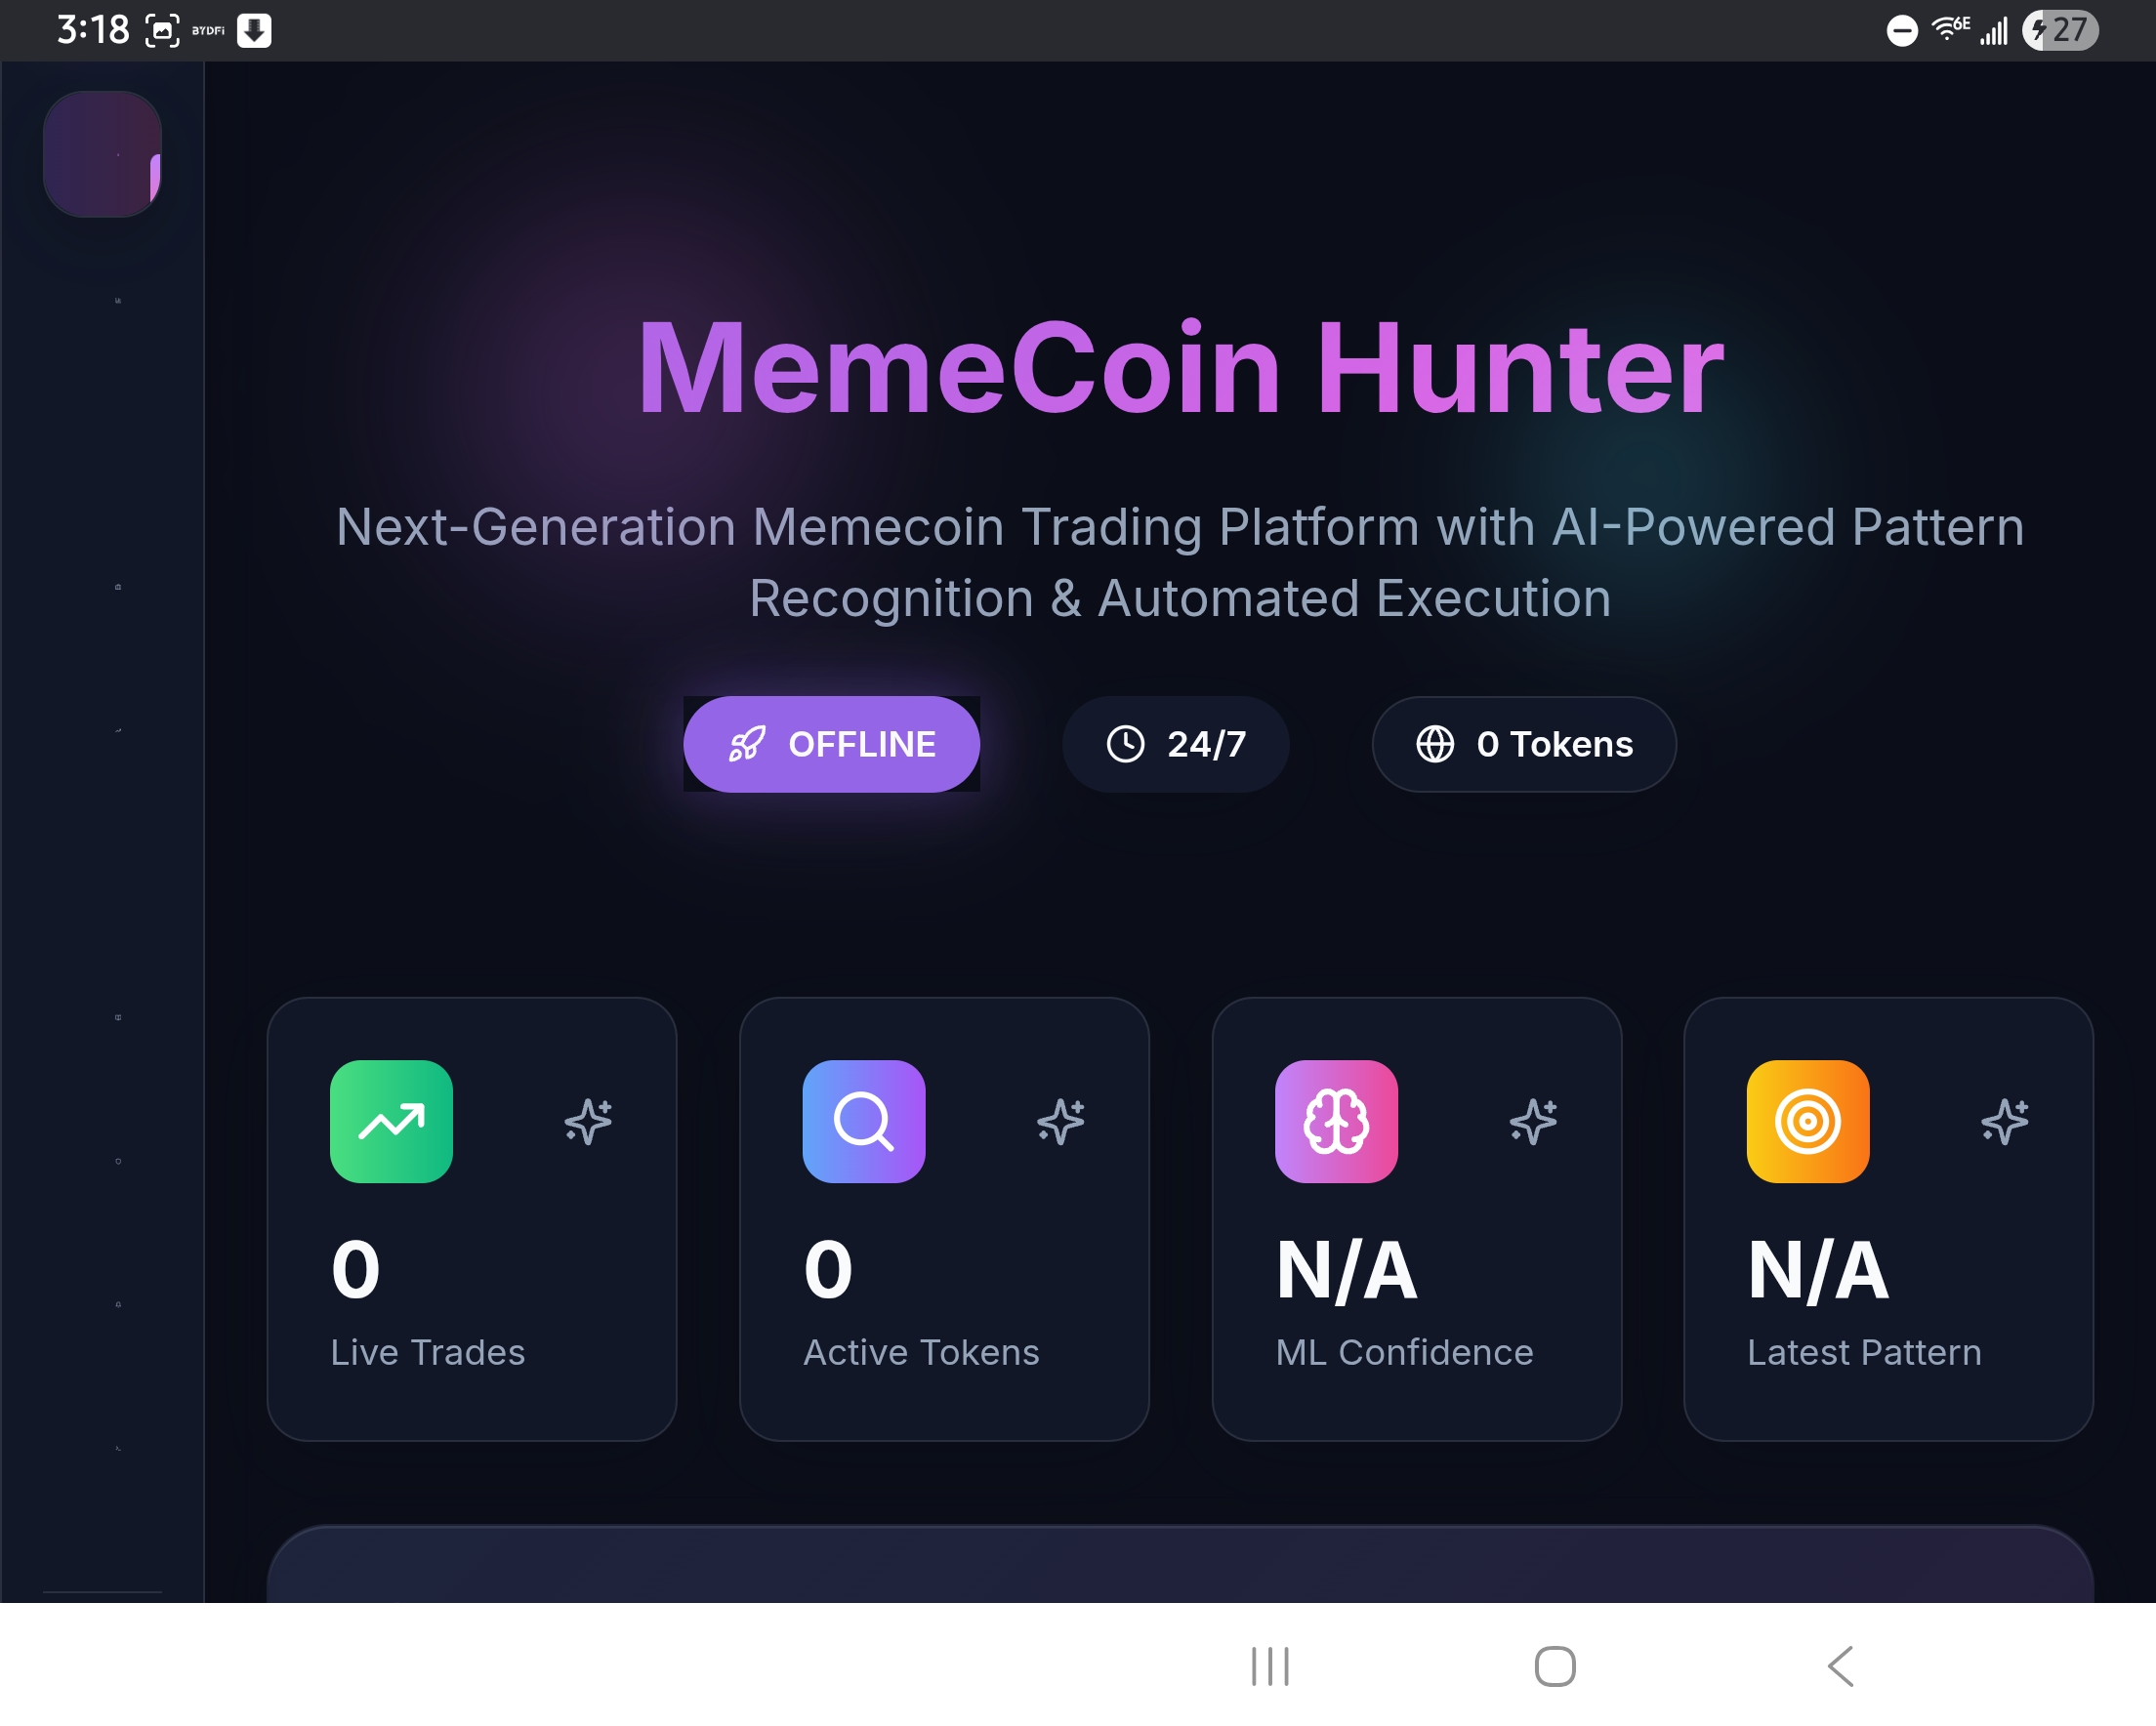 3:18
BYDFi
6E
27
MemeCoin Hunter
Next-Generation Memecoin Trading Platform with AI-Powered Pattern
Recognition & Automated Execution
OFFLINE
24/7
0 Tokens
0
Live Trades
0
Active Tokens
N/A
ML Confidence
N/A
Latest Pattern